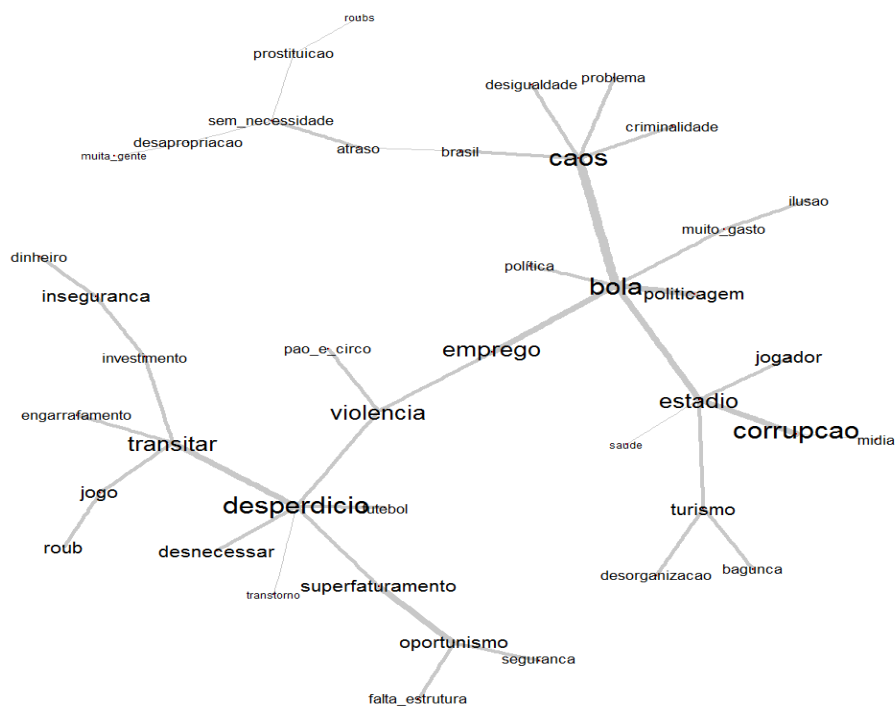 roubs
prostituicao
desigualdade
problema
sem_necessidade
criminalidade
desapropriacao
muita_gente
atraso
brasil
caos
ilusao
muito_gasto
dinheiro
política
inseguranca
bola
politicagem
pao_e_circo
emprego
investimento
jogador
estadio
engarrafamento
violencia
transitar
corrupcao
midia
saude
jogo
desperdicio
futebol
turismo
roub
desnecessar
bagunca
desorganizacao
transtorno
superfaturamento
oportunismo
seguranca
falta_estrutura